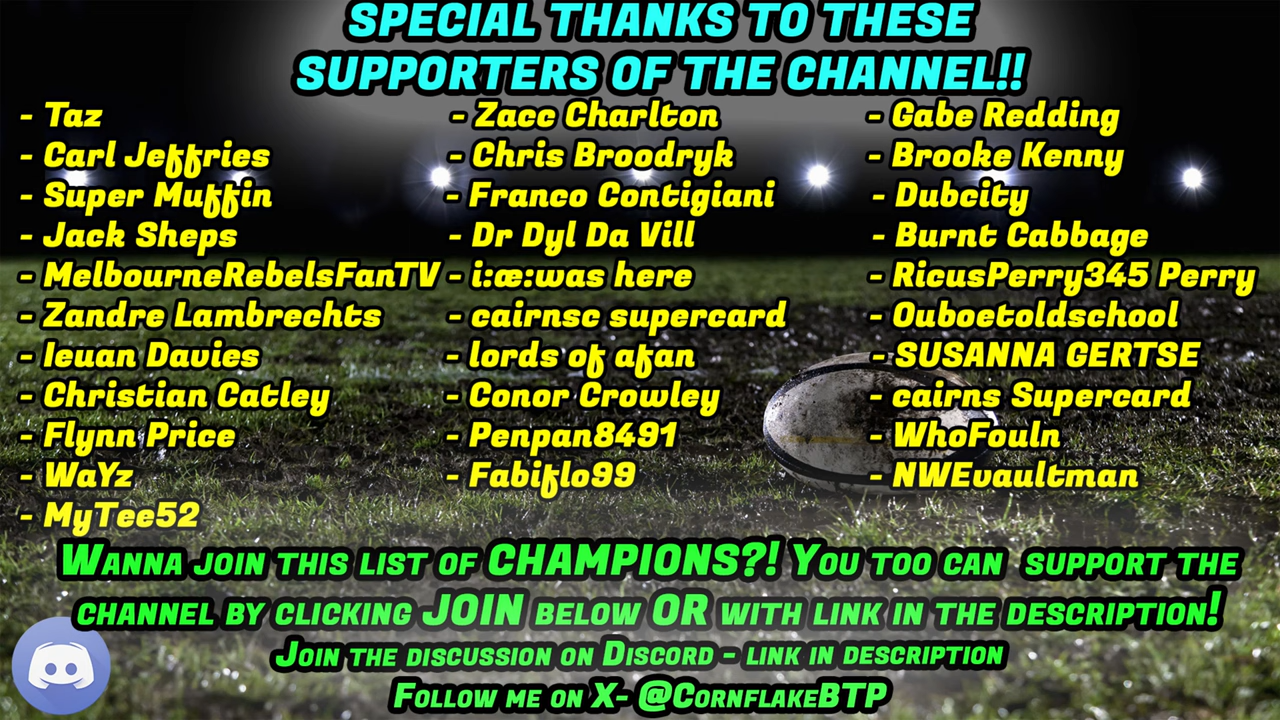 SPECIAL THANKS TO THESE
SUPPORTERS OF THE CHANNEL!!
- Taz
- Carl Jeffries
- Super Muffin
- Jack Sheps
- MelbourneRebelsFanTV
- Zandre Lambrechts
- Ieuan Davies
- Christian Catley
- Flynn Price
- WaYz
- MyTee52
- Zacc Charlton
- Chris Broodryk
- Franco Contigiani
- Dr Dyl Da Vill
- i:æ:was here
- cairnsc supercard
- lords of afan
- Conor Crowley
- Penpan8491
- Fabiflo99
- Gabe Redding
- Brooke Kenny
- Dubcity
- Burnt Cabbage
- RicusPerry345 Perry
- Ouboetoldschool
- SUSANNA GERTSE
- cairns Supercard
- WhoFouln
- NWEvaultman
Wanna join this list of CHAMPIONS?! You too can support the
channel by clicking JOIN below OR with link in the description!
Join the discussion on Discord - link in description
Follow me on X- @CornflakeBTP